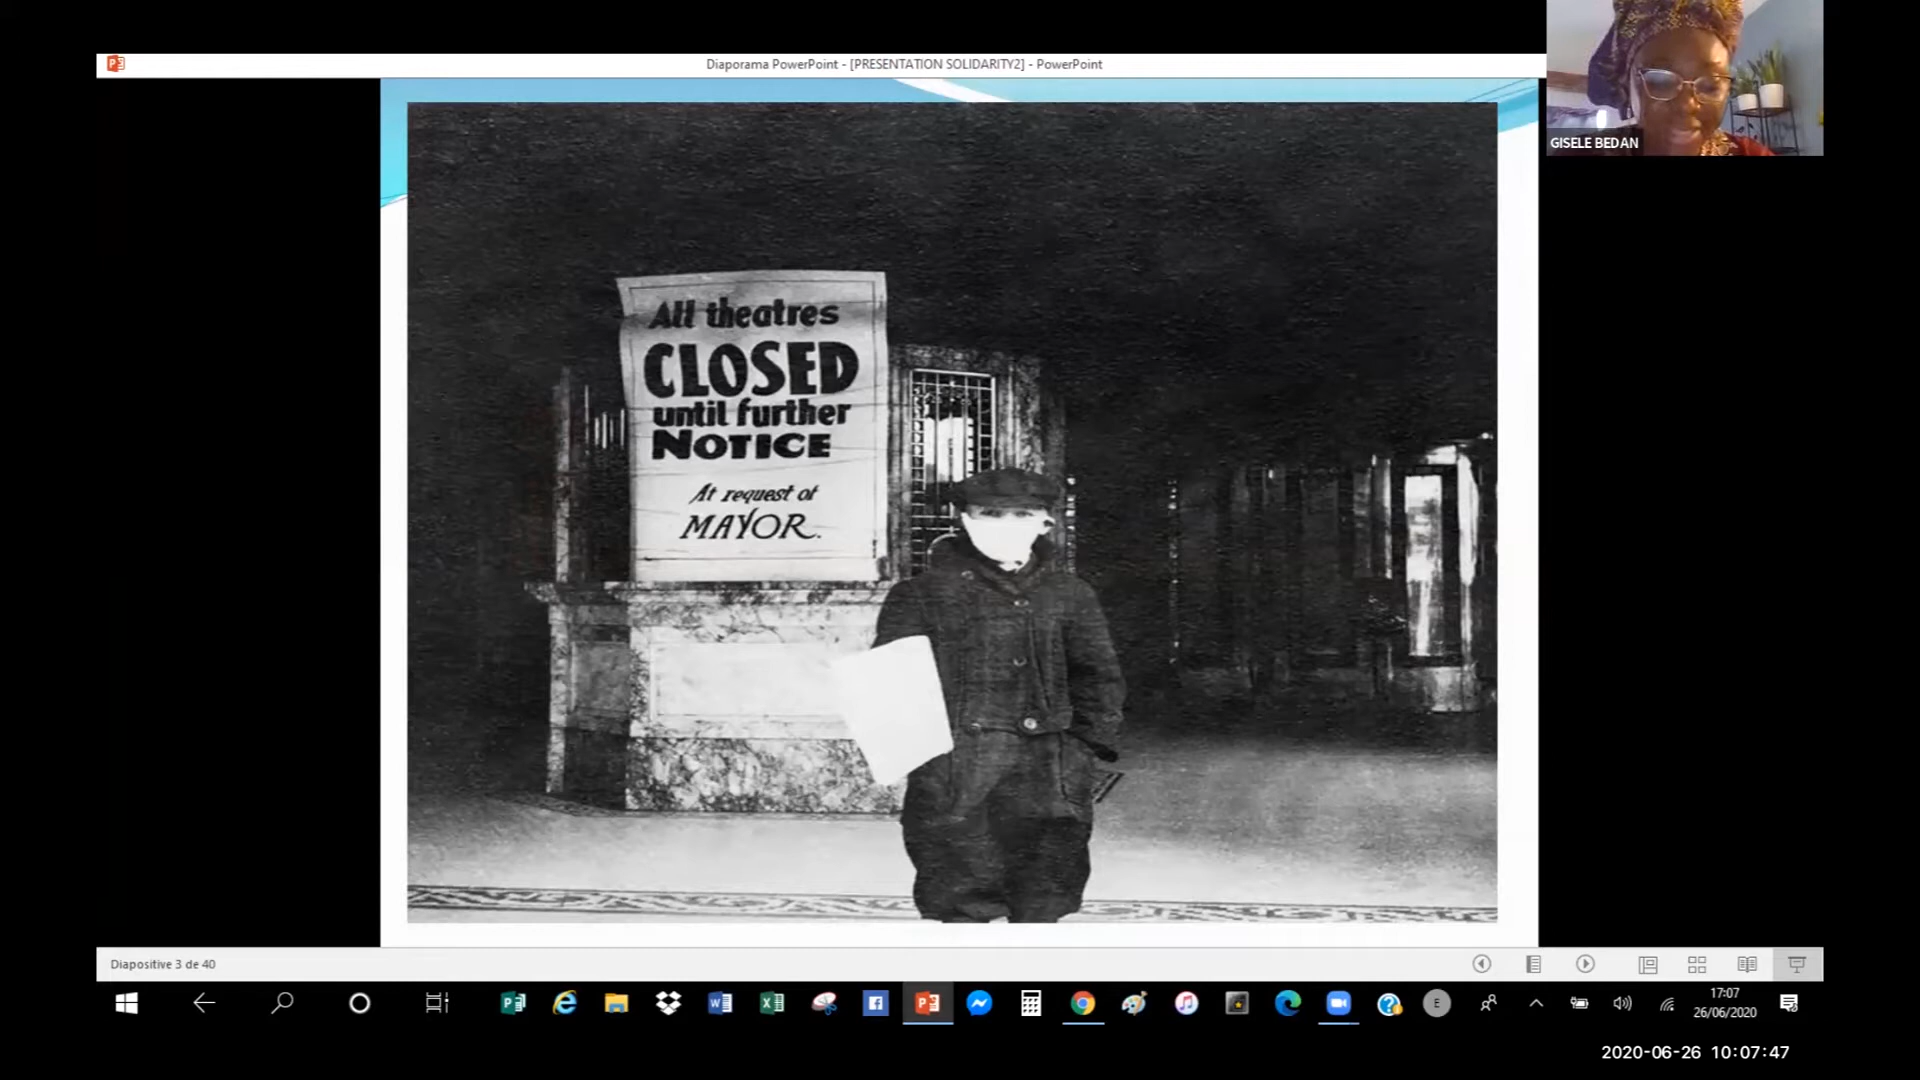 Diaporama PowerPoint - [PRESENTATION SOLIDARITY2] - PowerPoint
GISELE BEDAN
All theatres
CLOSED
until further
NOTICE
At request of
MAYOR.
Diapositive 3 de 40
17:07
26/06/2020
2020-06-26 10:07:47